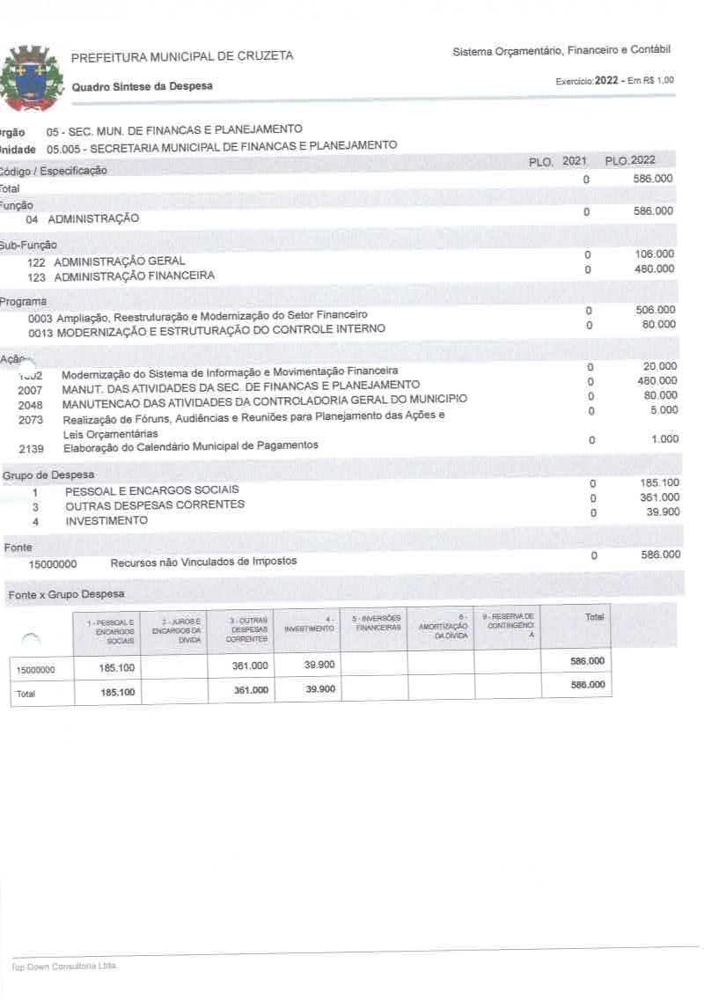 PREFEITURA MUNICIPAL DE CRUZETA
Sistema Orçamentário, Financeiro e Contábil
Quadro Sintese da Despesa
Exercício:2022 - Em R$ 1,00
rgão 05 - SEC. MUN. DE FINANCAS E PLANEJAMENTO
nidade 05.005 - SECRETARIA MUNICIPAL DE FINANCAS E PLANEJAMENTO
Código / Especificação PLO. 2021 PLO.2022
Total 0 586.000
Função
04 ADMINISTRAÇÃO 0 586.000
Sub-Função
122 ADMINISTRAÇÃO GERAL 0 106.000
123 ADMINISTRAÇÃO FINANCEIRA 0 480.000
Programa
0003 Ampliação, Reestruturação e Modernização do Setor Financeiro 0 506.000
0013 MODERNIZAÇÃO E ESTRUTURAÇÃO DO CONTROLE INTERNO 0 80.000
Ação
Modernização do Sistema de Informação e Movimentação Financeira 0 20.000
2007 MANUT. DAS ATIVIDADES DA SEC. DE FINANCAS E PLANEJAMENTO 0 480.000
2048 MANUTENCAO DAS ATIVIDADES DA CONTROLADORIA GERAL DO MUNICIPIO 0 80.000
2073 Realização de Fóruns, Audiências e Reuniões para Planejamento das Ações e 0 5.000
Leis Orçamentárias
2139 Elaboração do Calendário Municipal de Pagamentos 0 1.000
Grupo de Despesa
1 PESSOAL E ENCARGOS SOCIAIS 0 185.100
3 OUTRAS DESPESAS CORRENTES 0 361.000
4 INVESTIMENTO 0 39.900
Fonte
15000000 Recursos não Vinculados de Impostos 0 586.000
Fonte x Grupo Despesa
1 - PESSOAL E ENCARGOS SOCIAIS 2 - JUROS E ENCARGOS DA DIVIDA 3 - OUTRAS DESPESAS CORRENTES 4 - INVESTIMENTO 5 - INVERSÕES FINANCEIRAS 6 - AMORTIZAÇÃO DA DIVIDA 9 - RESERVA DE CONTINGÊNCI A Total
15000000 185.100 361.000 39.900 586.000
Total 185.100 361.000 39.900 586.000
Top Down Consultoria Ltda.